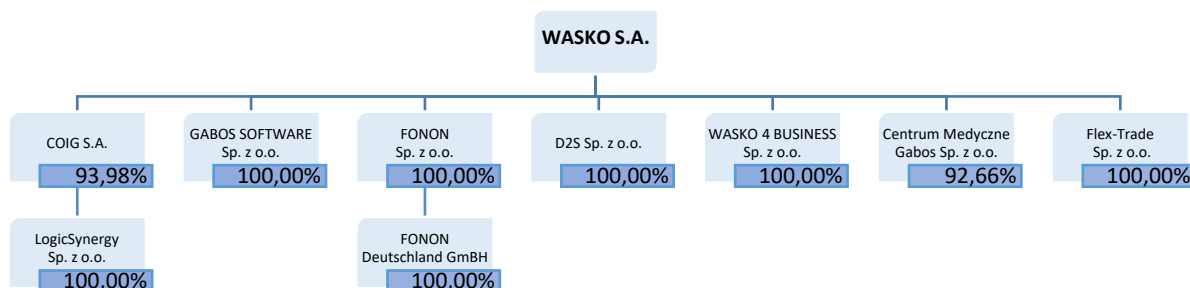 WASKO S.A.
COIG S.A.
93,98%
GABOS SOFTWARE
Sp. z o.o.
100,00%
FONON
Sp. z o.o.
100,00%
D2S Sp. z o.o.
100,00%
WASKO 4 BUSINESS
Sp. z o.o.
100,00%
Centrum Medyczne
Gabos Sp. z o.o.
92,66%
Flex-Trade
Sp. z o.o.
100,00%
LogicSynergy
Sp. z o.o.
100,00%
FONON
Deutschland GmBH
100,00%